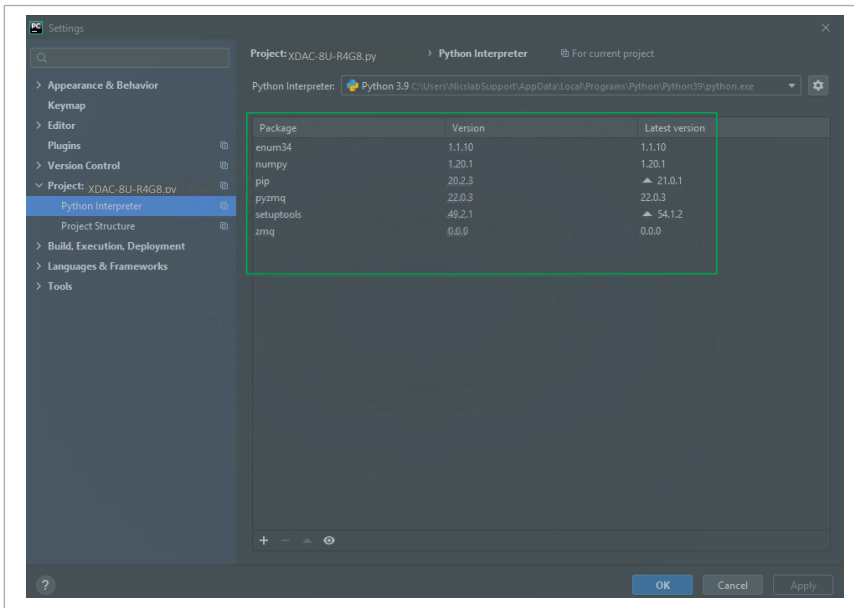 PC Settings
Project: XDAC-8U-R4G8.py > Python Interpreter For current project
> Appearance & Behavior
Python Interpreter: Python 3.9 C:\Users\NicslabSupport\AppData\Local\Programs\Python\Python39\python.exe
Keymap
> Editor
Plugins
> Version Control
Project: XDAC-8U-R4G8.py
Python Interpreter
Project Structure
> Build, Execution, Deployment
> Languages & Frameworks
> Tools
Package Version Latest version
enum34 1.1.10 1.1.10
numpy 1.20.1 1.20.1
pip 20.2.3 ▲ 21.0.1
pyzmq 22.0.3 22.0.3
setuptools 49.2.1 ▲ 54.1.2
zmq 0.0.0 0.0.0
? OK Cancel Apply